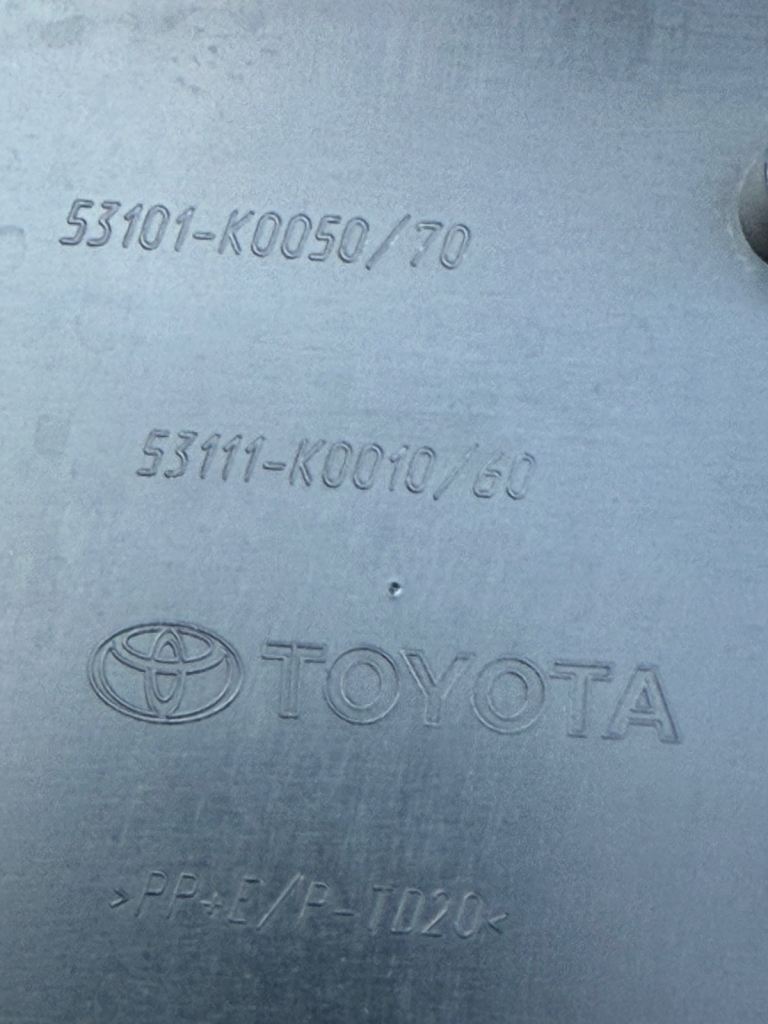 53101-K0050/70
53111-K0010/60
TOYOTA
>PP+E/P-TD20<